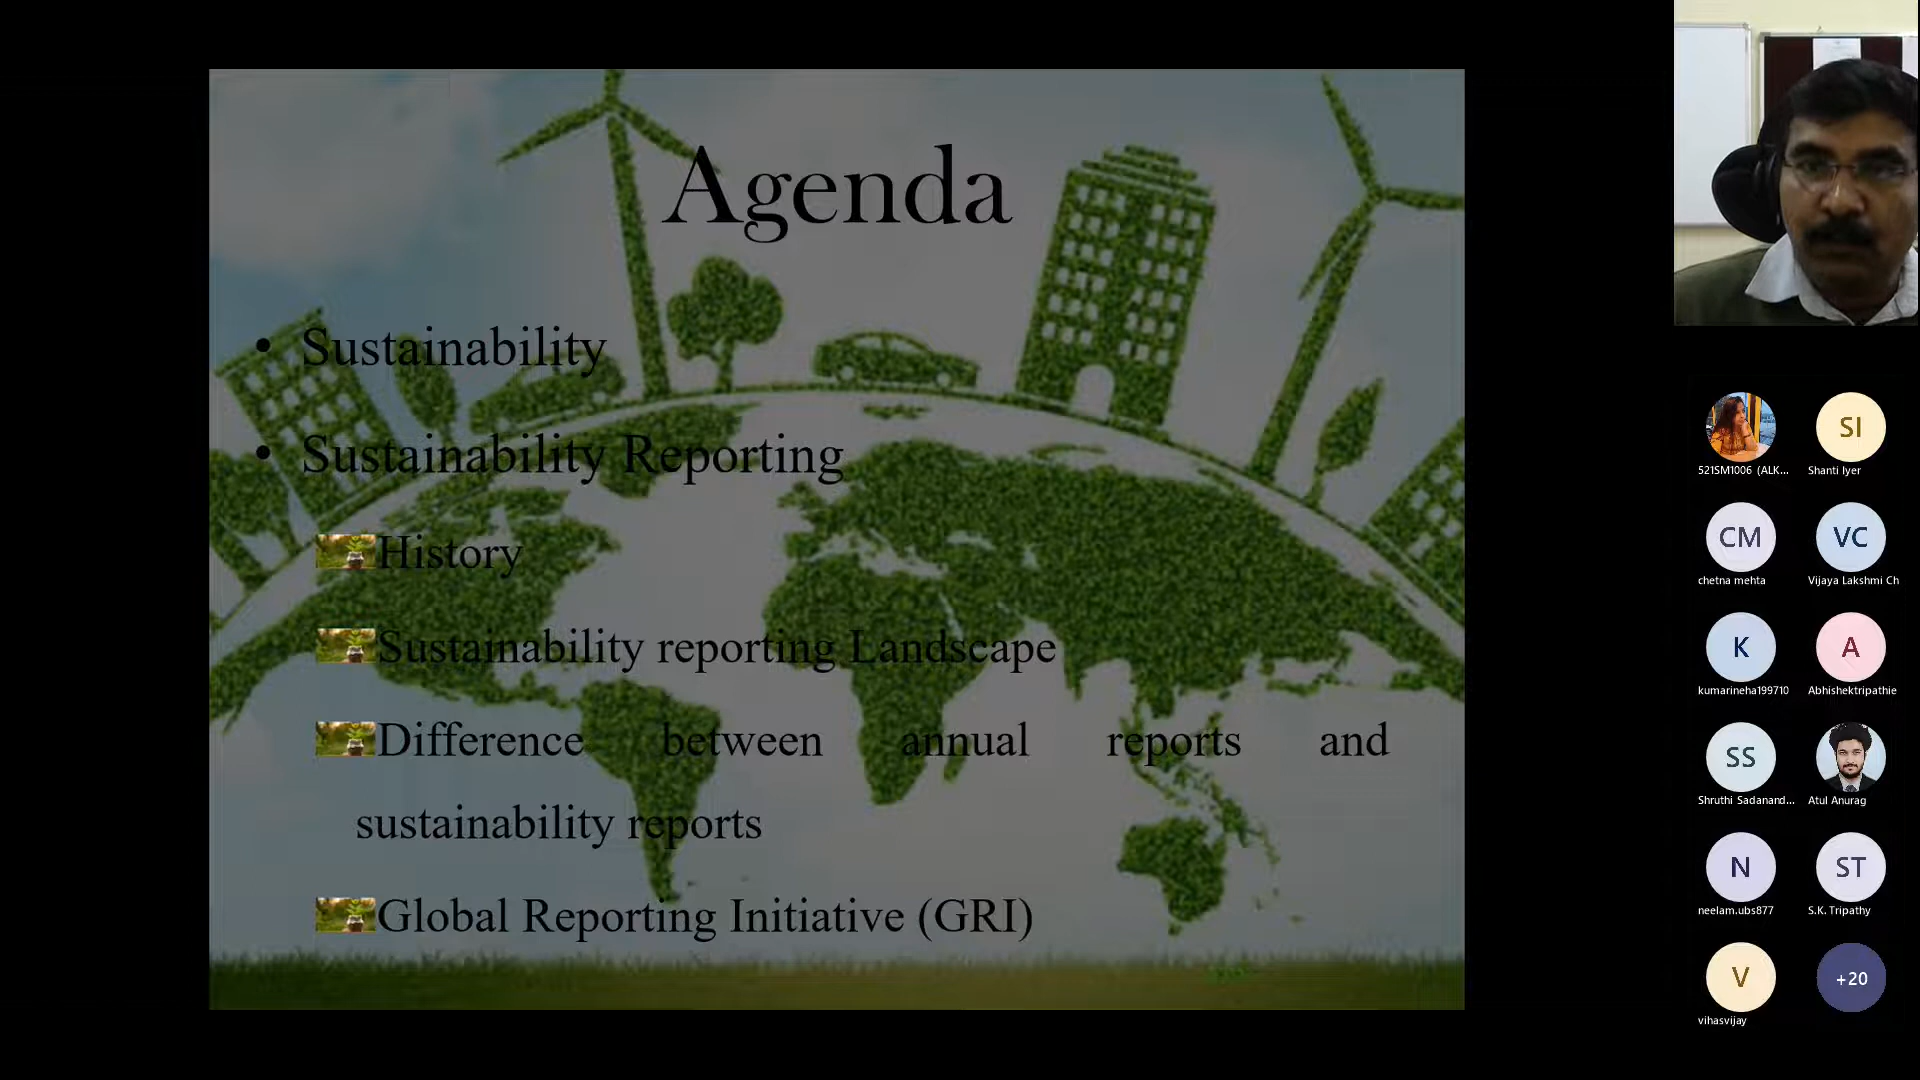 Agenda
• Sustainability
• Sustainability Reporting
History
Sustainability reporting Landscape
Difference between annual reports and
sustainability reports
Global Reporting Initiative (GRI)
521SM1006 (ALK...
SI
Shanti Iyer
CM
chetna mehta
VC
Vijaya Lakshmi Ch
K
kumarineha199710
A
Abhishektripathie
SS
Shruthi Sadanand...
Atul Anurag
N
neelam.ubs877
ST
S.K. Tripathy
V
vihasvijay
+20